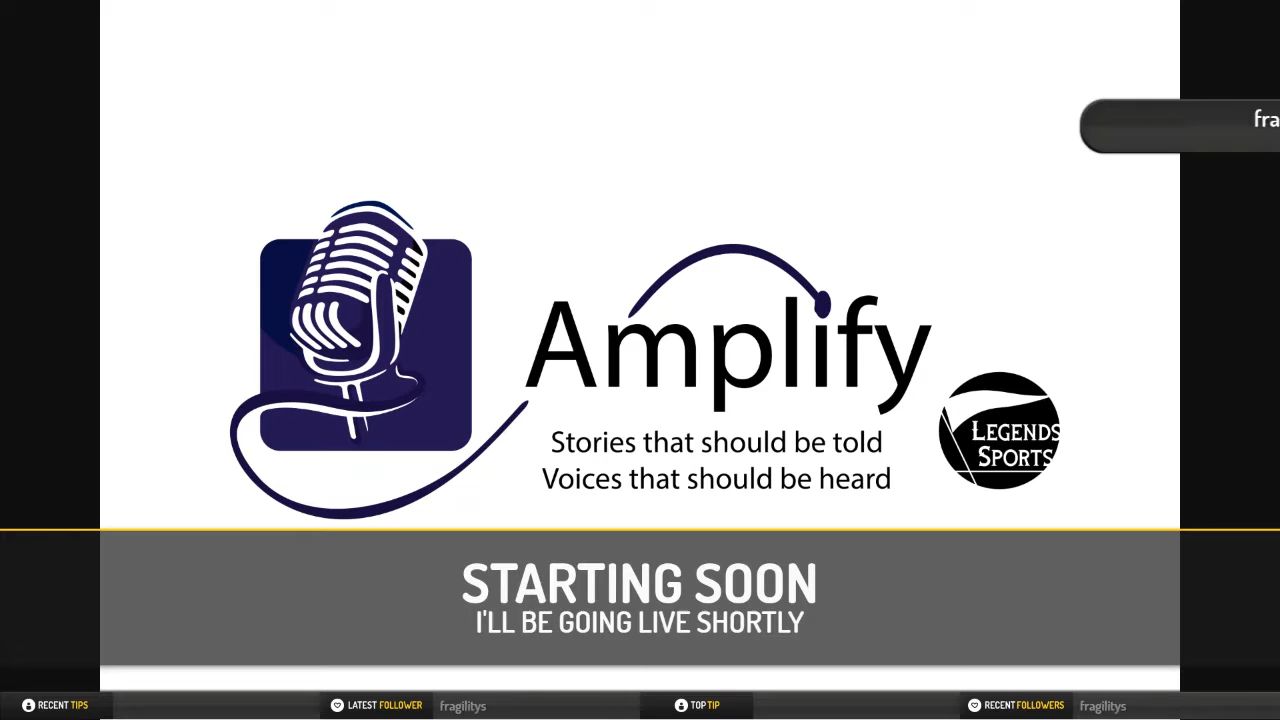 fra
Amplify
Stories that should be told
Voices that should be heard
LEGENDS
SPORTS
STARTING SOON
I'LL BE GOING LIVE SHORTLY
RECENT TIPS
LATEST FOLLOWER fragilitys
TOP TIP
RECENT FOLLOWERS fragilitys